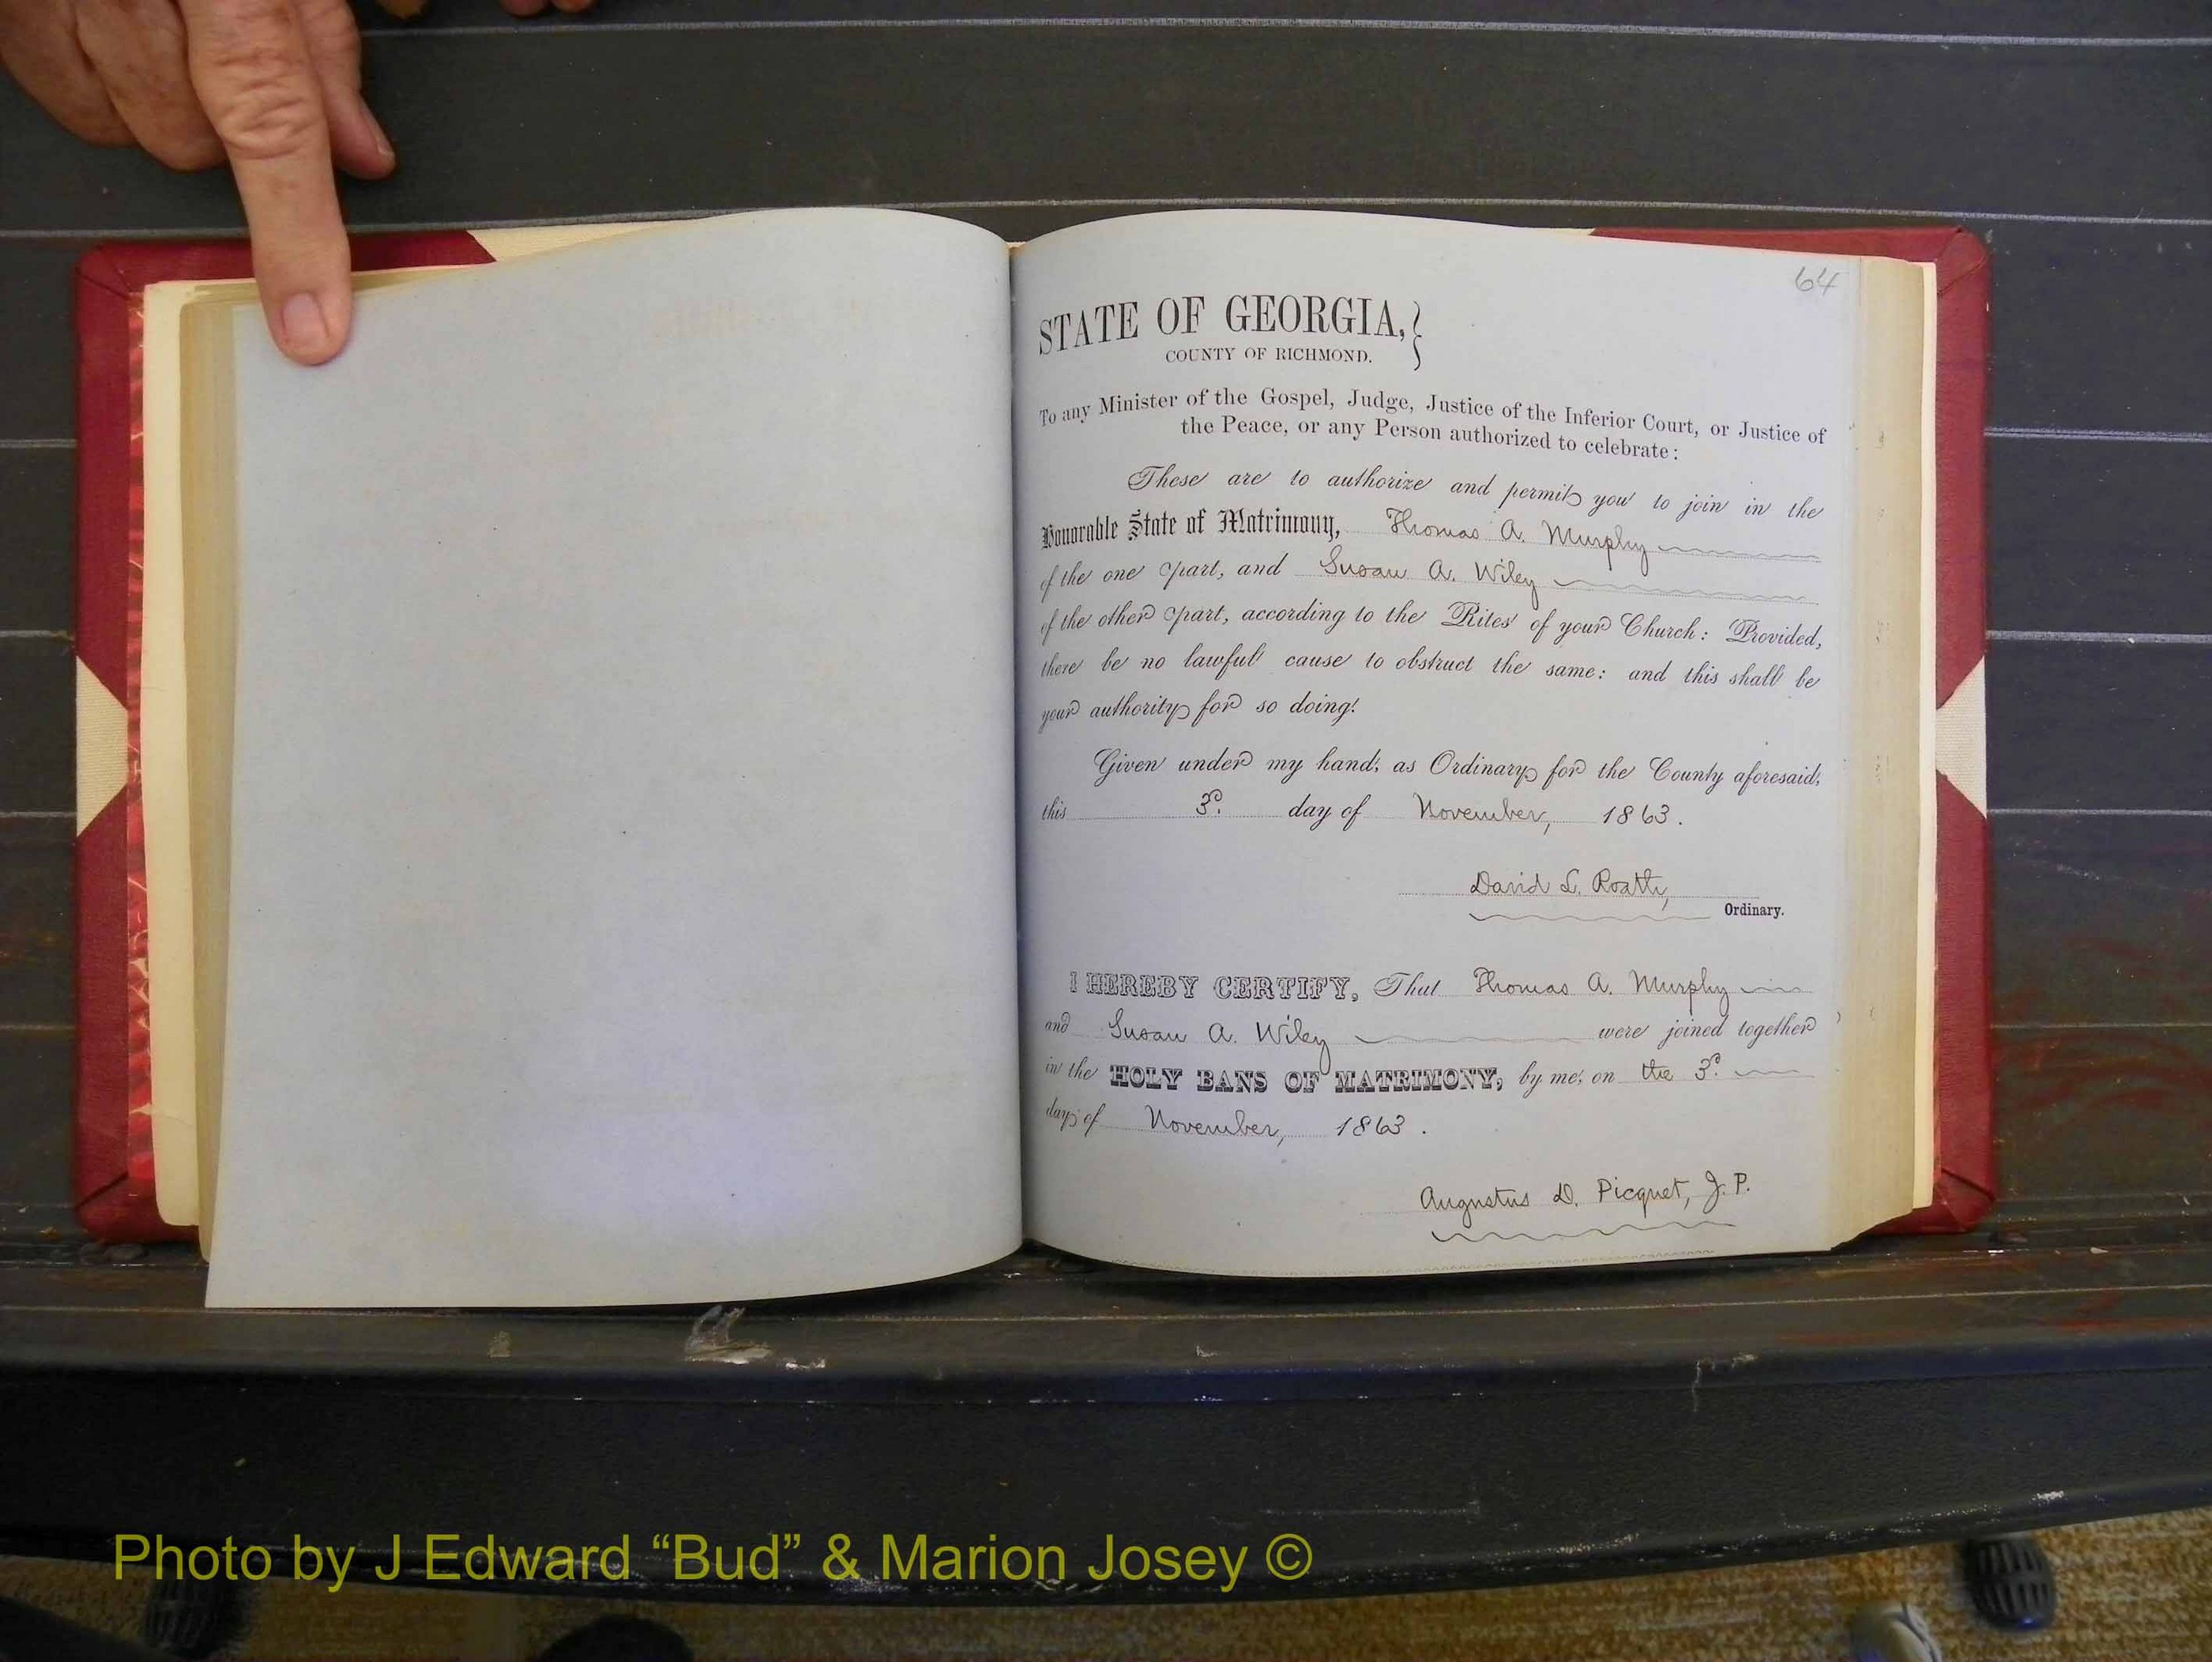 64
STATE OF GEORGIA,
COUNTY OF RICHMOND.
To any Minister of the Gospel, Judge, Justice of the Inferior Court, or Justice of
the Peace, or any Person authorized to celebrate:
These are to authorize and permit you to join in the
Honorable State of Matrimony, Thomas A. Murphy
of the one part, and Susan A. Wiley
of the other part, according to the Rites of your Church: Provided,
there be no lawful cause to obstruct the same: and this shall be
your authority for so doing.
Given under my hand, as Ordinary for the County aforesaid,
this 3d. day of November, 1863.
David L. Roath,
Ordinary.
I HEREBY CERTIFY, That Thomas A. Murphy
and Susan A. Wiley were joined together
in the HOLY BANS OF MATRIMONY, by me, on the 3d.
day of November, 1863.
Augustus D. Picquet, J. P.
Photo by J Edward “Bud” & Marion Josey ©